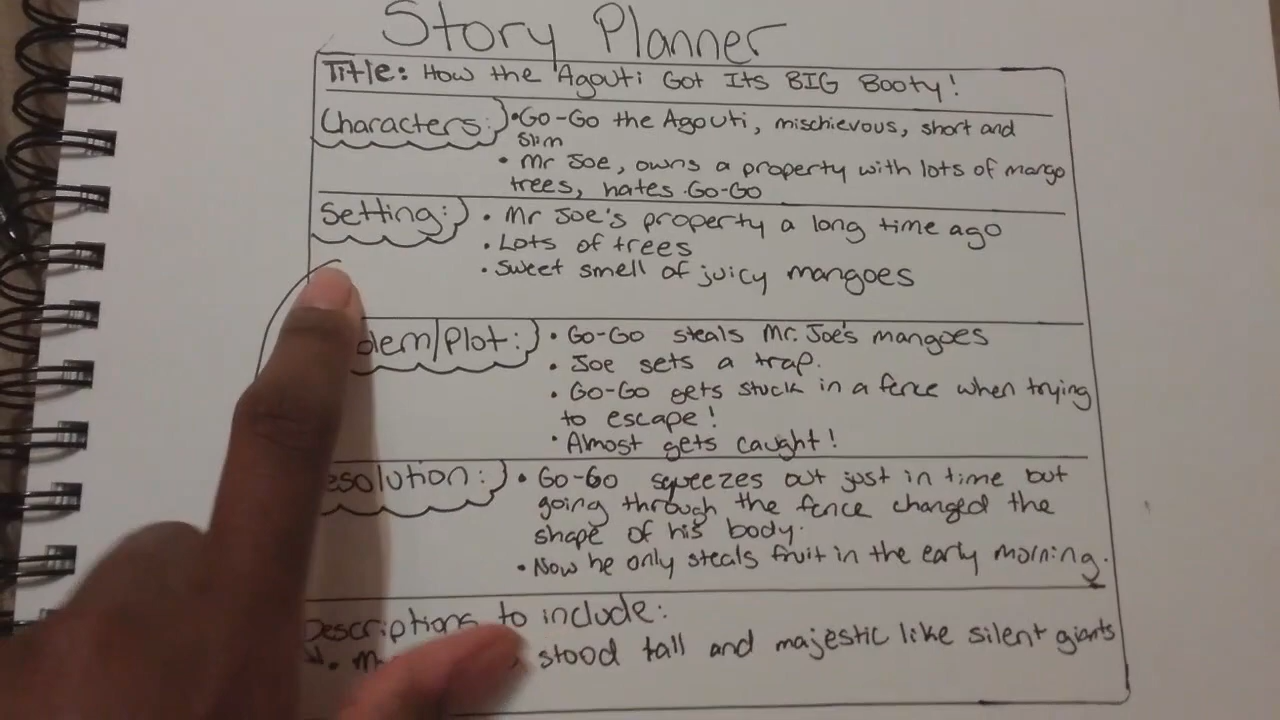 Story Planner
Title: How the Agouti Got Its BIG Booty!
Characters: • Go-Go the Agouti, mischievous, short and
slim
• Mr Joe, owns a property with lots of mango
trees, hates Go-Go
Setting: • Mr Joe's property a long time ago
• Lots of trees
• Sweet smell of juicy mangoes
/Plot: • Go-Go steals Mr. Joe's mangoes
• Joe sets a trap.
• Go-Go gets stuck in a fence when trying
to escape!
• Almost gets caught!
esolution: • Go-Go squeezes out just in time but
going through the fence changed the
shape of his body.
• Now he only steals fruit in the early morning.
Descriptions to include:
stood tall and majestic like silent giants